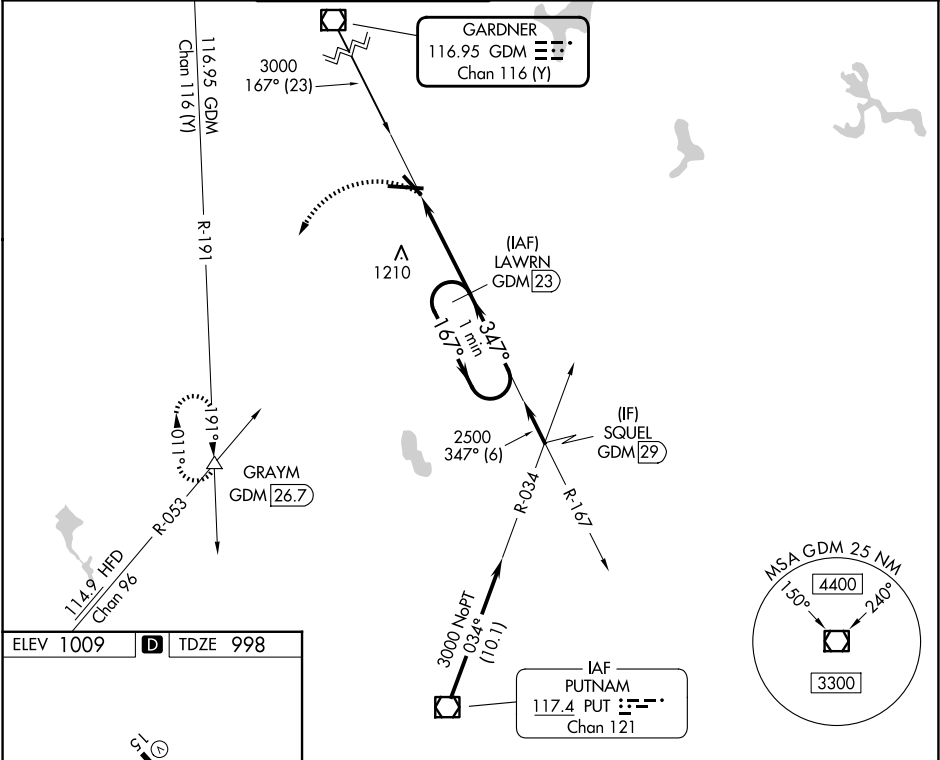 GARDNER
116.95 GDM
Chan 116 (Y)
3000
167° (23)
116.95 GDM
Chan 116 (Y)
R-191
1210
(IAF)
LAWRN
GDM 23
1 min
167°
347°
2500
347° (6)
(IF)
SQUEL
GDM 29
191°
011°
GRAYM
GDM 26.7
R-053
114.9 HFD
Chan 96
R-034
R-167
3000 NoPT
034°
(10.1)
IAF
PUTNAM
117.4 PUT
Chan 121
MSA GDM 25 NM
150°
4400
240°
3300
ELEV 1009 D TDZE 998
15
V